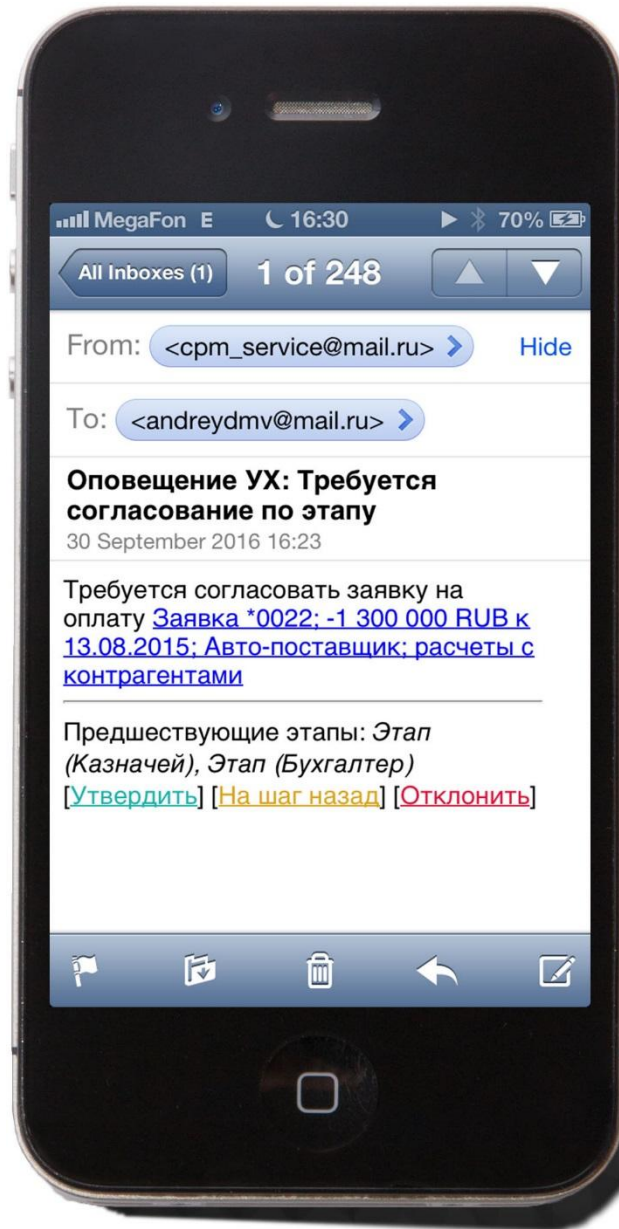 MegaFon E 16:30 70%
All Inboxes (1) 1 of 248
From: <cpm_service@mail.ru> Hide
To: <andreydmv@mail.ru>
Оповещение УХ: Требуется
согласование по этапу
30 September 2016 16:23
Требуется согласовать заявку на
оплату Заявка *0022; -1 300 000 RUB к
13.08.2015; Авто-поставщик; расчеты с
контрагентами
Предшествующие этапы: Этап
(Казначей), Этап (Бухгалтер)
[Утвердить] [На шаг назад] [Отклонить]